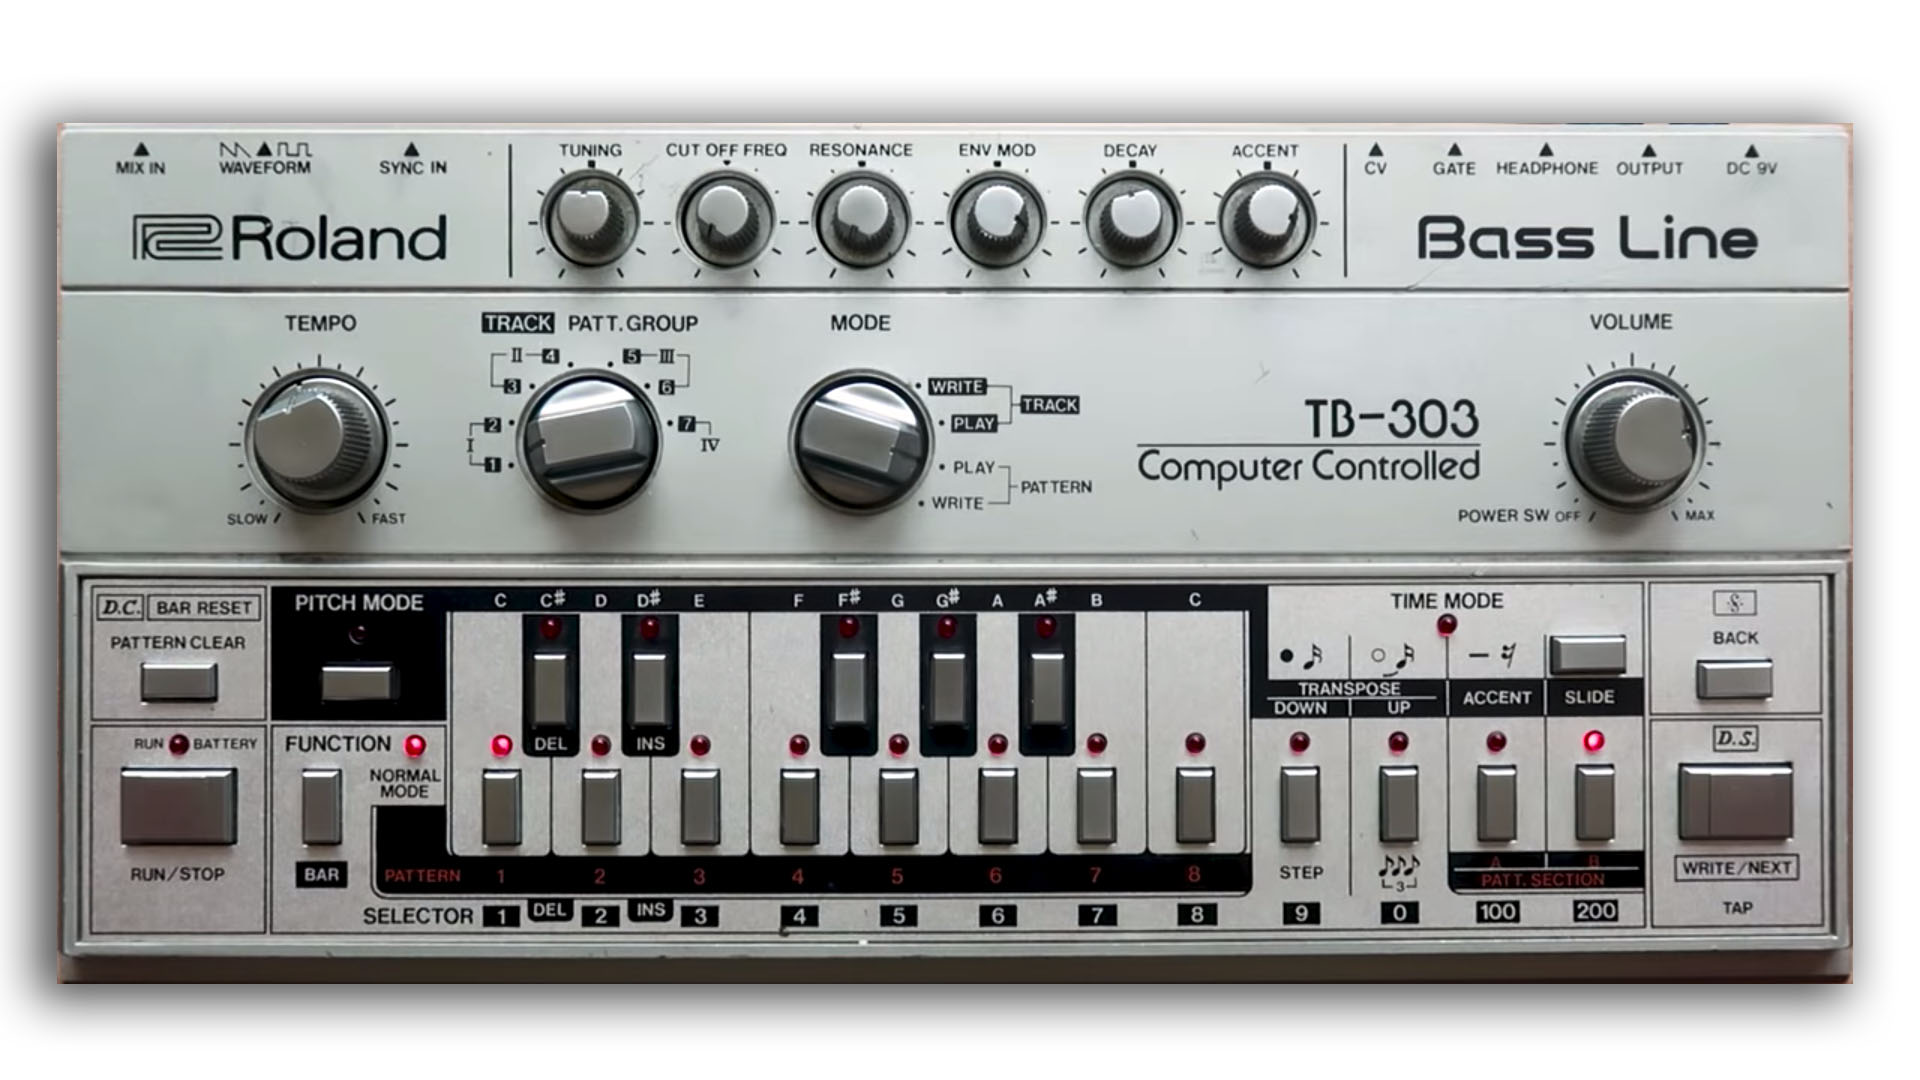 MIX IN WAVEFORM SYNC IN
TUNING CUT OFF FREQ RESONANCE ENV MOD DECAY ACCENT
CV GATE HEADPHONE OUTPUT DC 9V
Roland
Bass Line
TEMPO
SLOW FAST
TRACK PATT. GROUP
II 4 5 III
3 6
2 7
I IV
1
MODE
WRITE
TRACK
PLAY
PLAY
PATTERN
WRITE
TB-303
Computer Controlled
VOLUME
POWER SW OFF MAX
D.C. BAR RESET
PATTERN CLEAR
PITCH MODE
C C# D D# E F F# G G# A A# B C
TIME MODE
TRANSPOSE
DOWN UP
ACCENT
SLIDE
BACK
RUN BATTERY
RUN/STOP
FUNCTION
NORMAL
MODE
BAR
DEL INS
D.S.
PATTERN 1 2 3 4 5 6 7 8
STEP
3
A B
PATT. SECTION
WRITE/NEXT
TAP
SELECTOR 1 DEL 2 INS 3 4 5 6 7 8 9 0 100 200